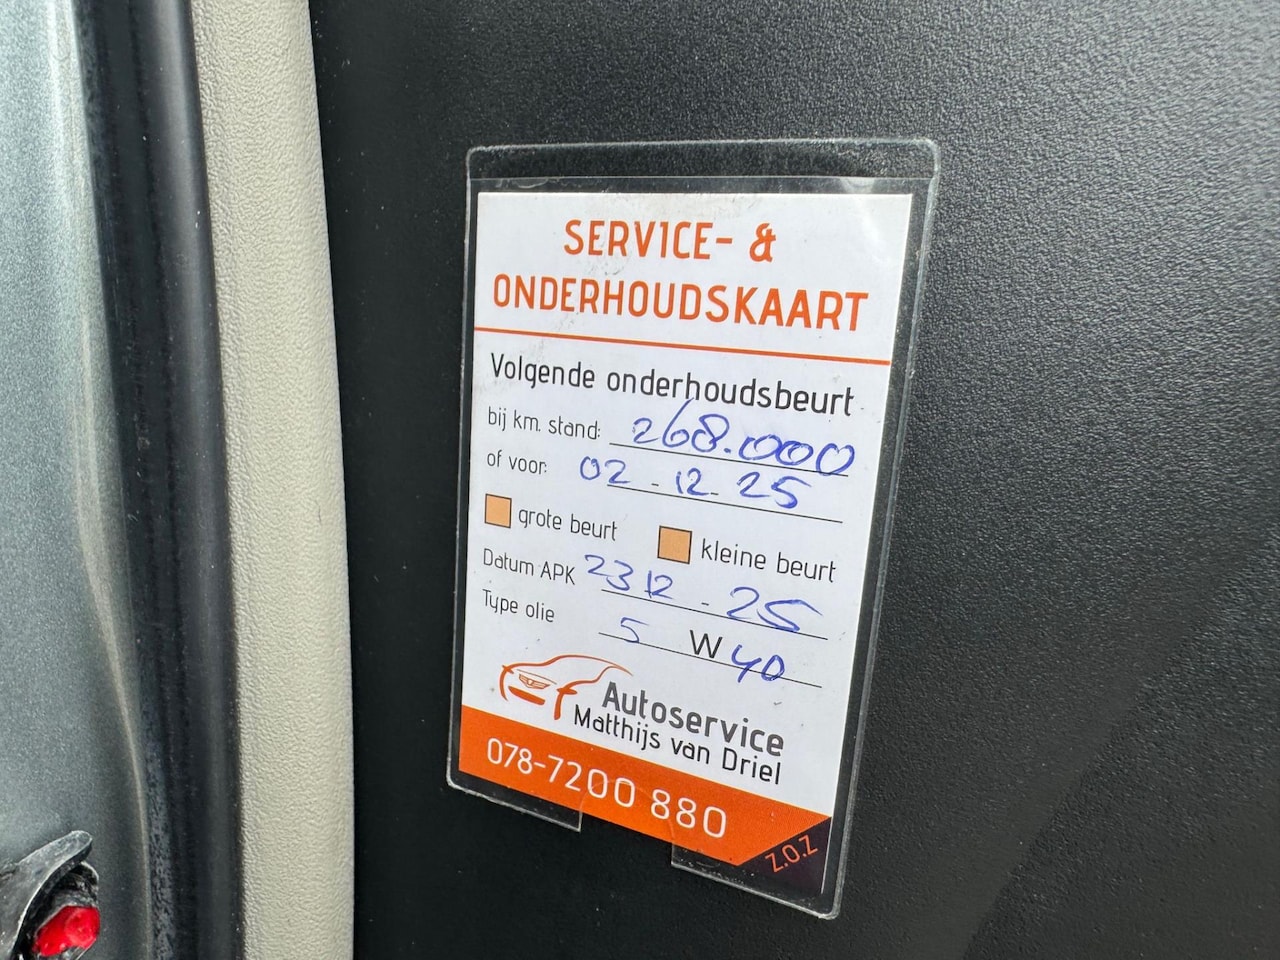 SERVICE- &
ONDERHOUDSKAART
Volgende onderhoudsbeurt
bij km. stand: 268.000
of voor: 02-12-25
grote beurt kleine beurt
Datum APK 23 12 - 25
Type olie 5 W 40
Autoservice
Matthijs van Driel
078-7200 880
Z.O.Z